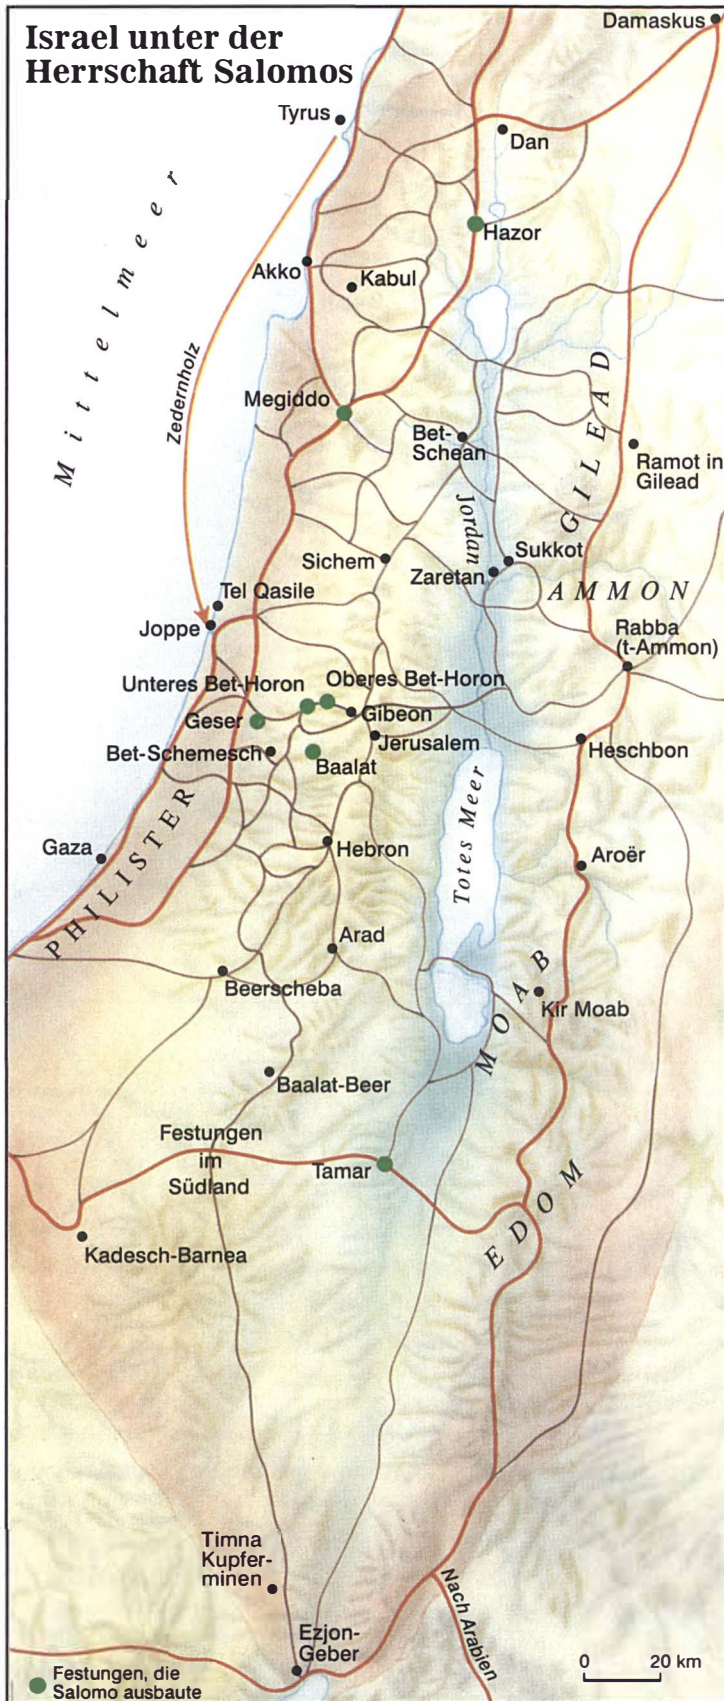 Israel unter der
Herrschaft Salomos
Damaskus
Tyrus
Dan
Mittelmeer
Hazor
Akko
Kabul
Zedernholz
Megiddo
GILEAD
Bet-
Schean
Ramot in
Gilead
Jordan
Sichem
Sukkot
Zaretan
AMMON
Tel Qasile
Joppe
Rabba
(t-Ammon)
Unteres Bet-Horon
Oberes Bet-Horon
Geser
Gibeon
Jerusalem
Heschbon
Bet-Schemesch
Baalat
PHILISTER
Totes Meer
Gaza
Hebron
Aroër
Arad
Beerscheba
MOAB
Kir Moab
Baalat-Beer
Festungen
im
Südland
Tamar
EDOM
Kadesch-Barnea
Timna
Kupfer-
minen
Ezjon-
Geber
Nach Arabien
0 20 km
Festungen, die
Salomo ausbaute